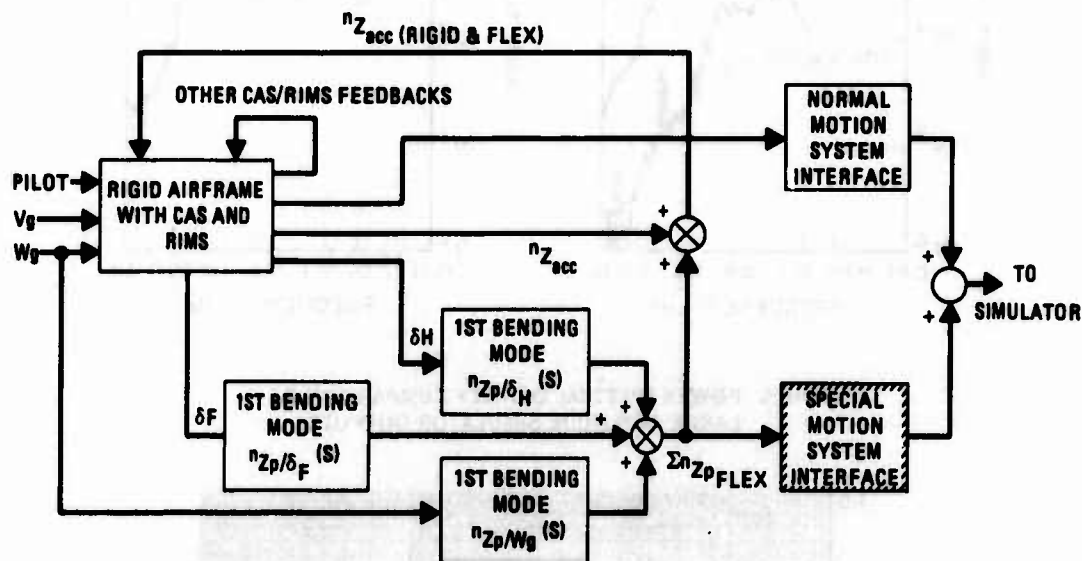 nZacc (RIGID & FLEX)
OTHER CAS/RIMS FEEDBACKS
NORMAL
MOTION
SYSTEM
INTERFACE
PILOT
Vg
Wg
RIGID AIRFRAME
WITH CAS AND
RIMS
+
+
nZacc
+
+
TO
SIMULATOR
δH
1ST BENDING
MODE
nZp/δH (S)
δF
1ST BENDING
MODE
nZp/δF (S)
+
+
+
ΣnZpFLEX
SPECIAL
MOTION
SYSTEM
INTERFACE
1ST BENDING
MODE
nZp/Wg (S)